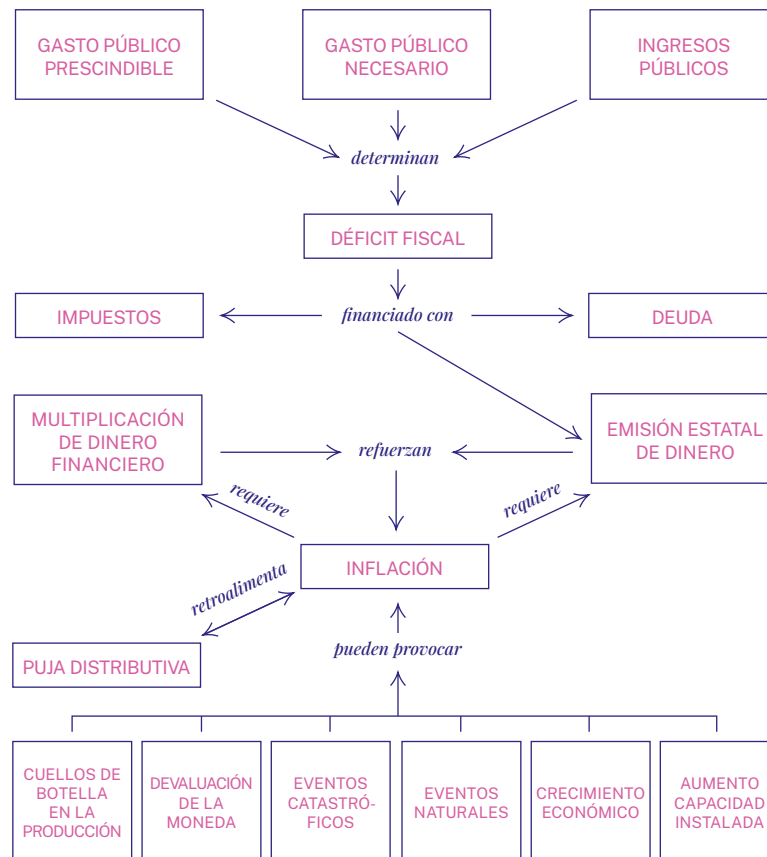 GASTO PÚBLICO
PRESCINDIBLE
GASTO PÚBLICO
NECESARIO
INGRESOS
PÚBLICOS
determinan
DÉFICIT FISCAL
IMPUESTOS
financiado con
DEUDA
MULTIPLICACIÓN
DE DINERO
FINANCIERO
refuerzan
EMISIÓN ESTATAL
DE DINERO
requiere
requiere
INFLACIÓN
retroalimenta
PUJA DISTRIBUTIVA
pueden provocar
CUELLOS DE
BOTELLA
EN LA
PRODUCCIÓN
DEVALUACIÓN
DE LA
MONEDA
EVENTOS
CATASTRÓ-
FICOS
EVENTOS
NATURALES
CRECIMIENTO
ECONÓMICO
AUMENTO
CAPACIDAD
INSTALADA